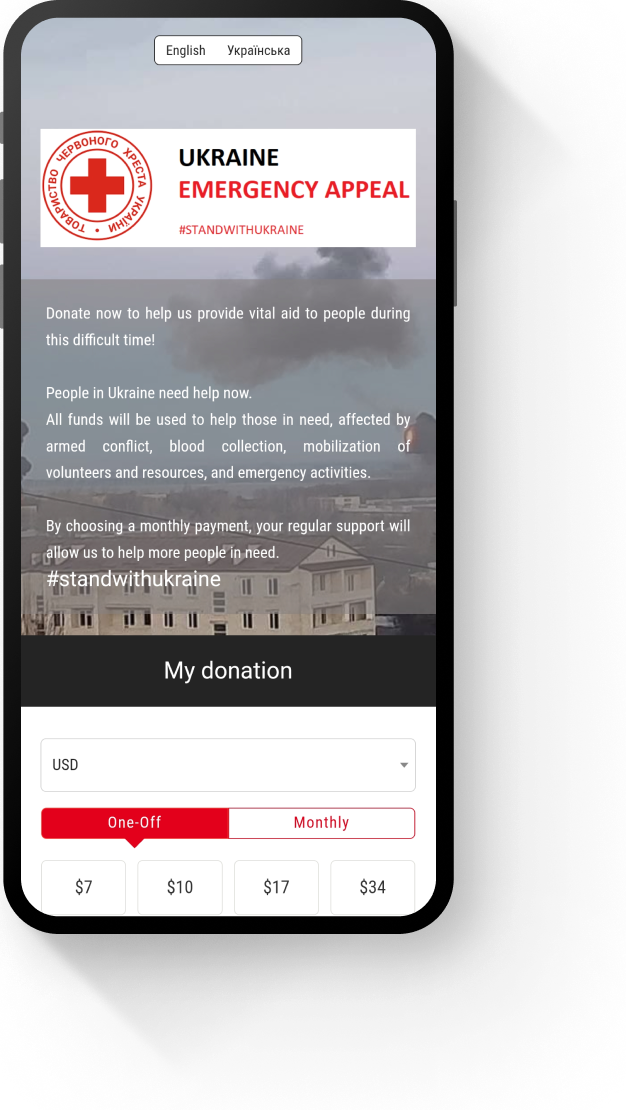 English Українська
ТОВАРИСТВО ЧЕРВОНОГО ХРЕСТА УКРАЇНИ •
UKRAINE
EMERGENCY APPEAL
#STANDWITHUKRAINE
Donate now to help us provide vital aid to people during
this difficult time!
People in Ukraine need help now.
All funds will be used to help those in need, affected by
armed conflict, blood collection, mobilization of
volunteers and resources, and emergency activities.
By choosing a monthly payment, your regular support will
allow us to help more people in need.
#standwithukraine
My donation
USD
One-Off Monthly
$7 $10 $17 $34